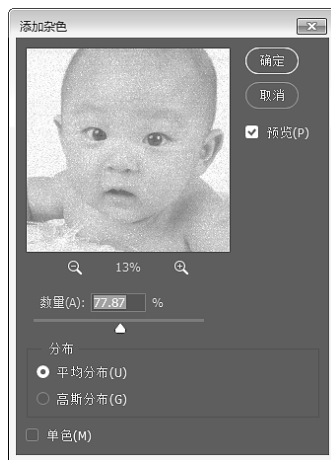 添加杂色
确定
取消
预览(P)
13%
数量(A): 77.87 %
分布
平均分布(U)
高斯分布(G)
单色(M)